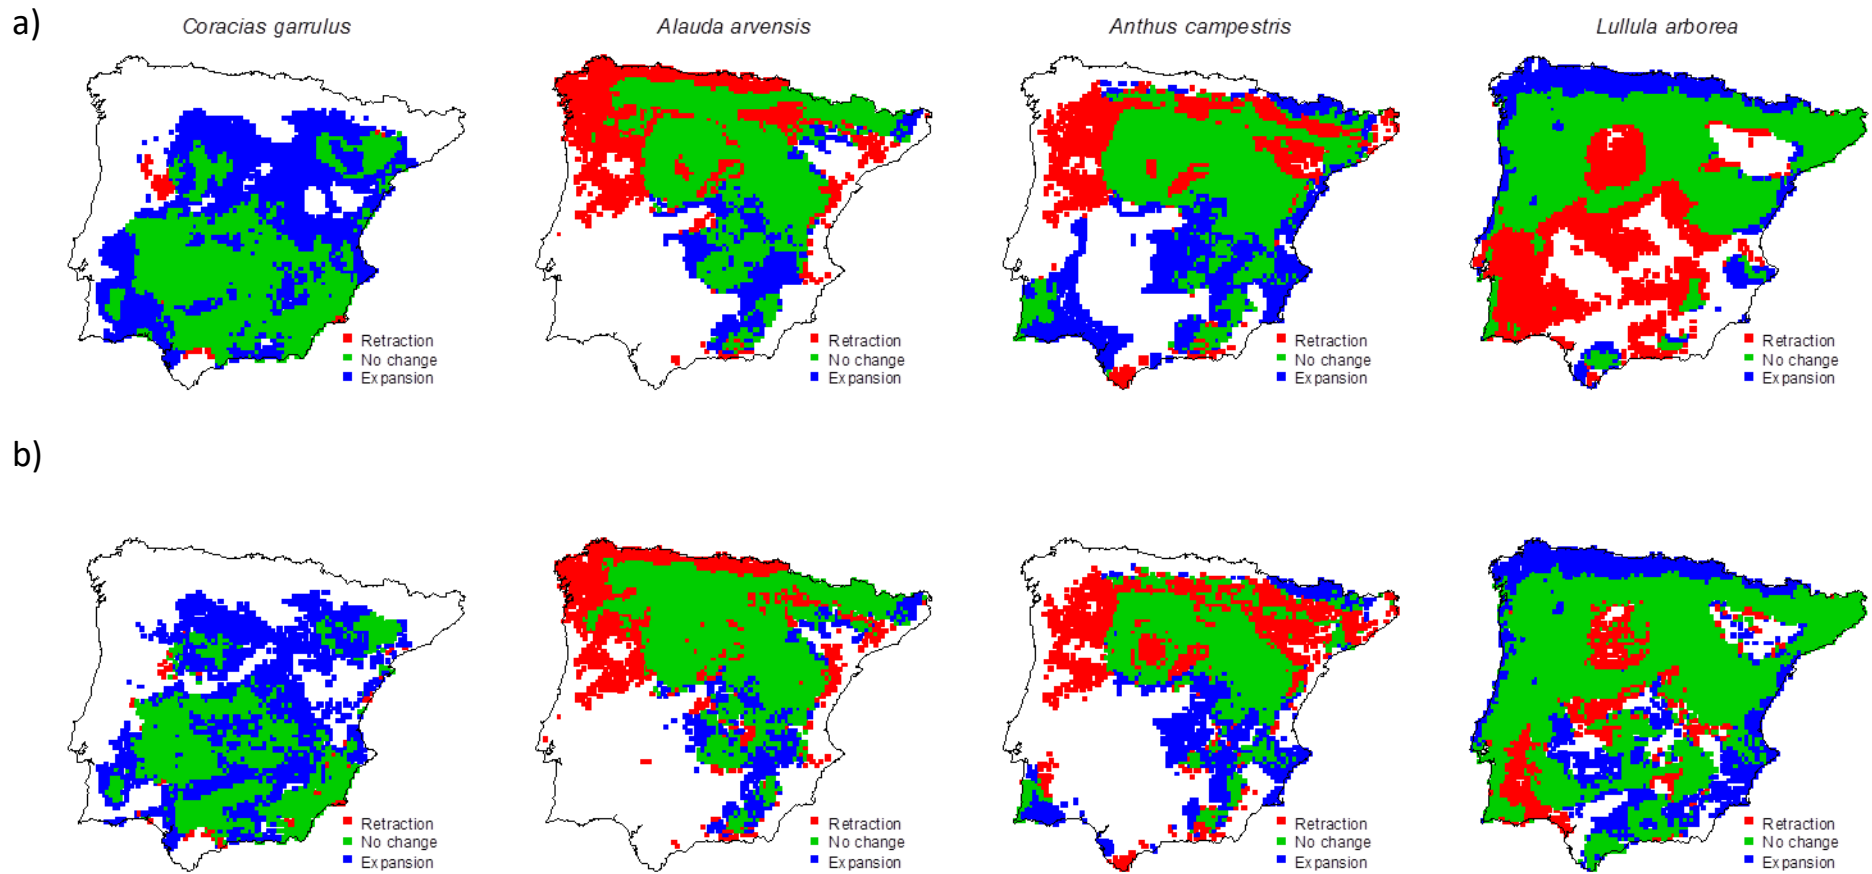 a)
Coracias garrulus
Alauda arvensis
Anthus campestris
Lullula arborea
Retraction
No change
Expansion
Retraction
No change
Expansion
Retraction
No change
Expansion
Retraction
No change
Expansion
b)
Retraction
No change
Expansion
Retraction
No change
Expansion
Retraction
No change
Expansion
Retraction
No change
Expansion